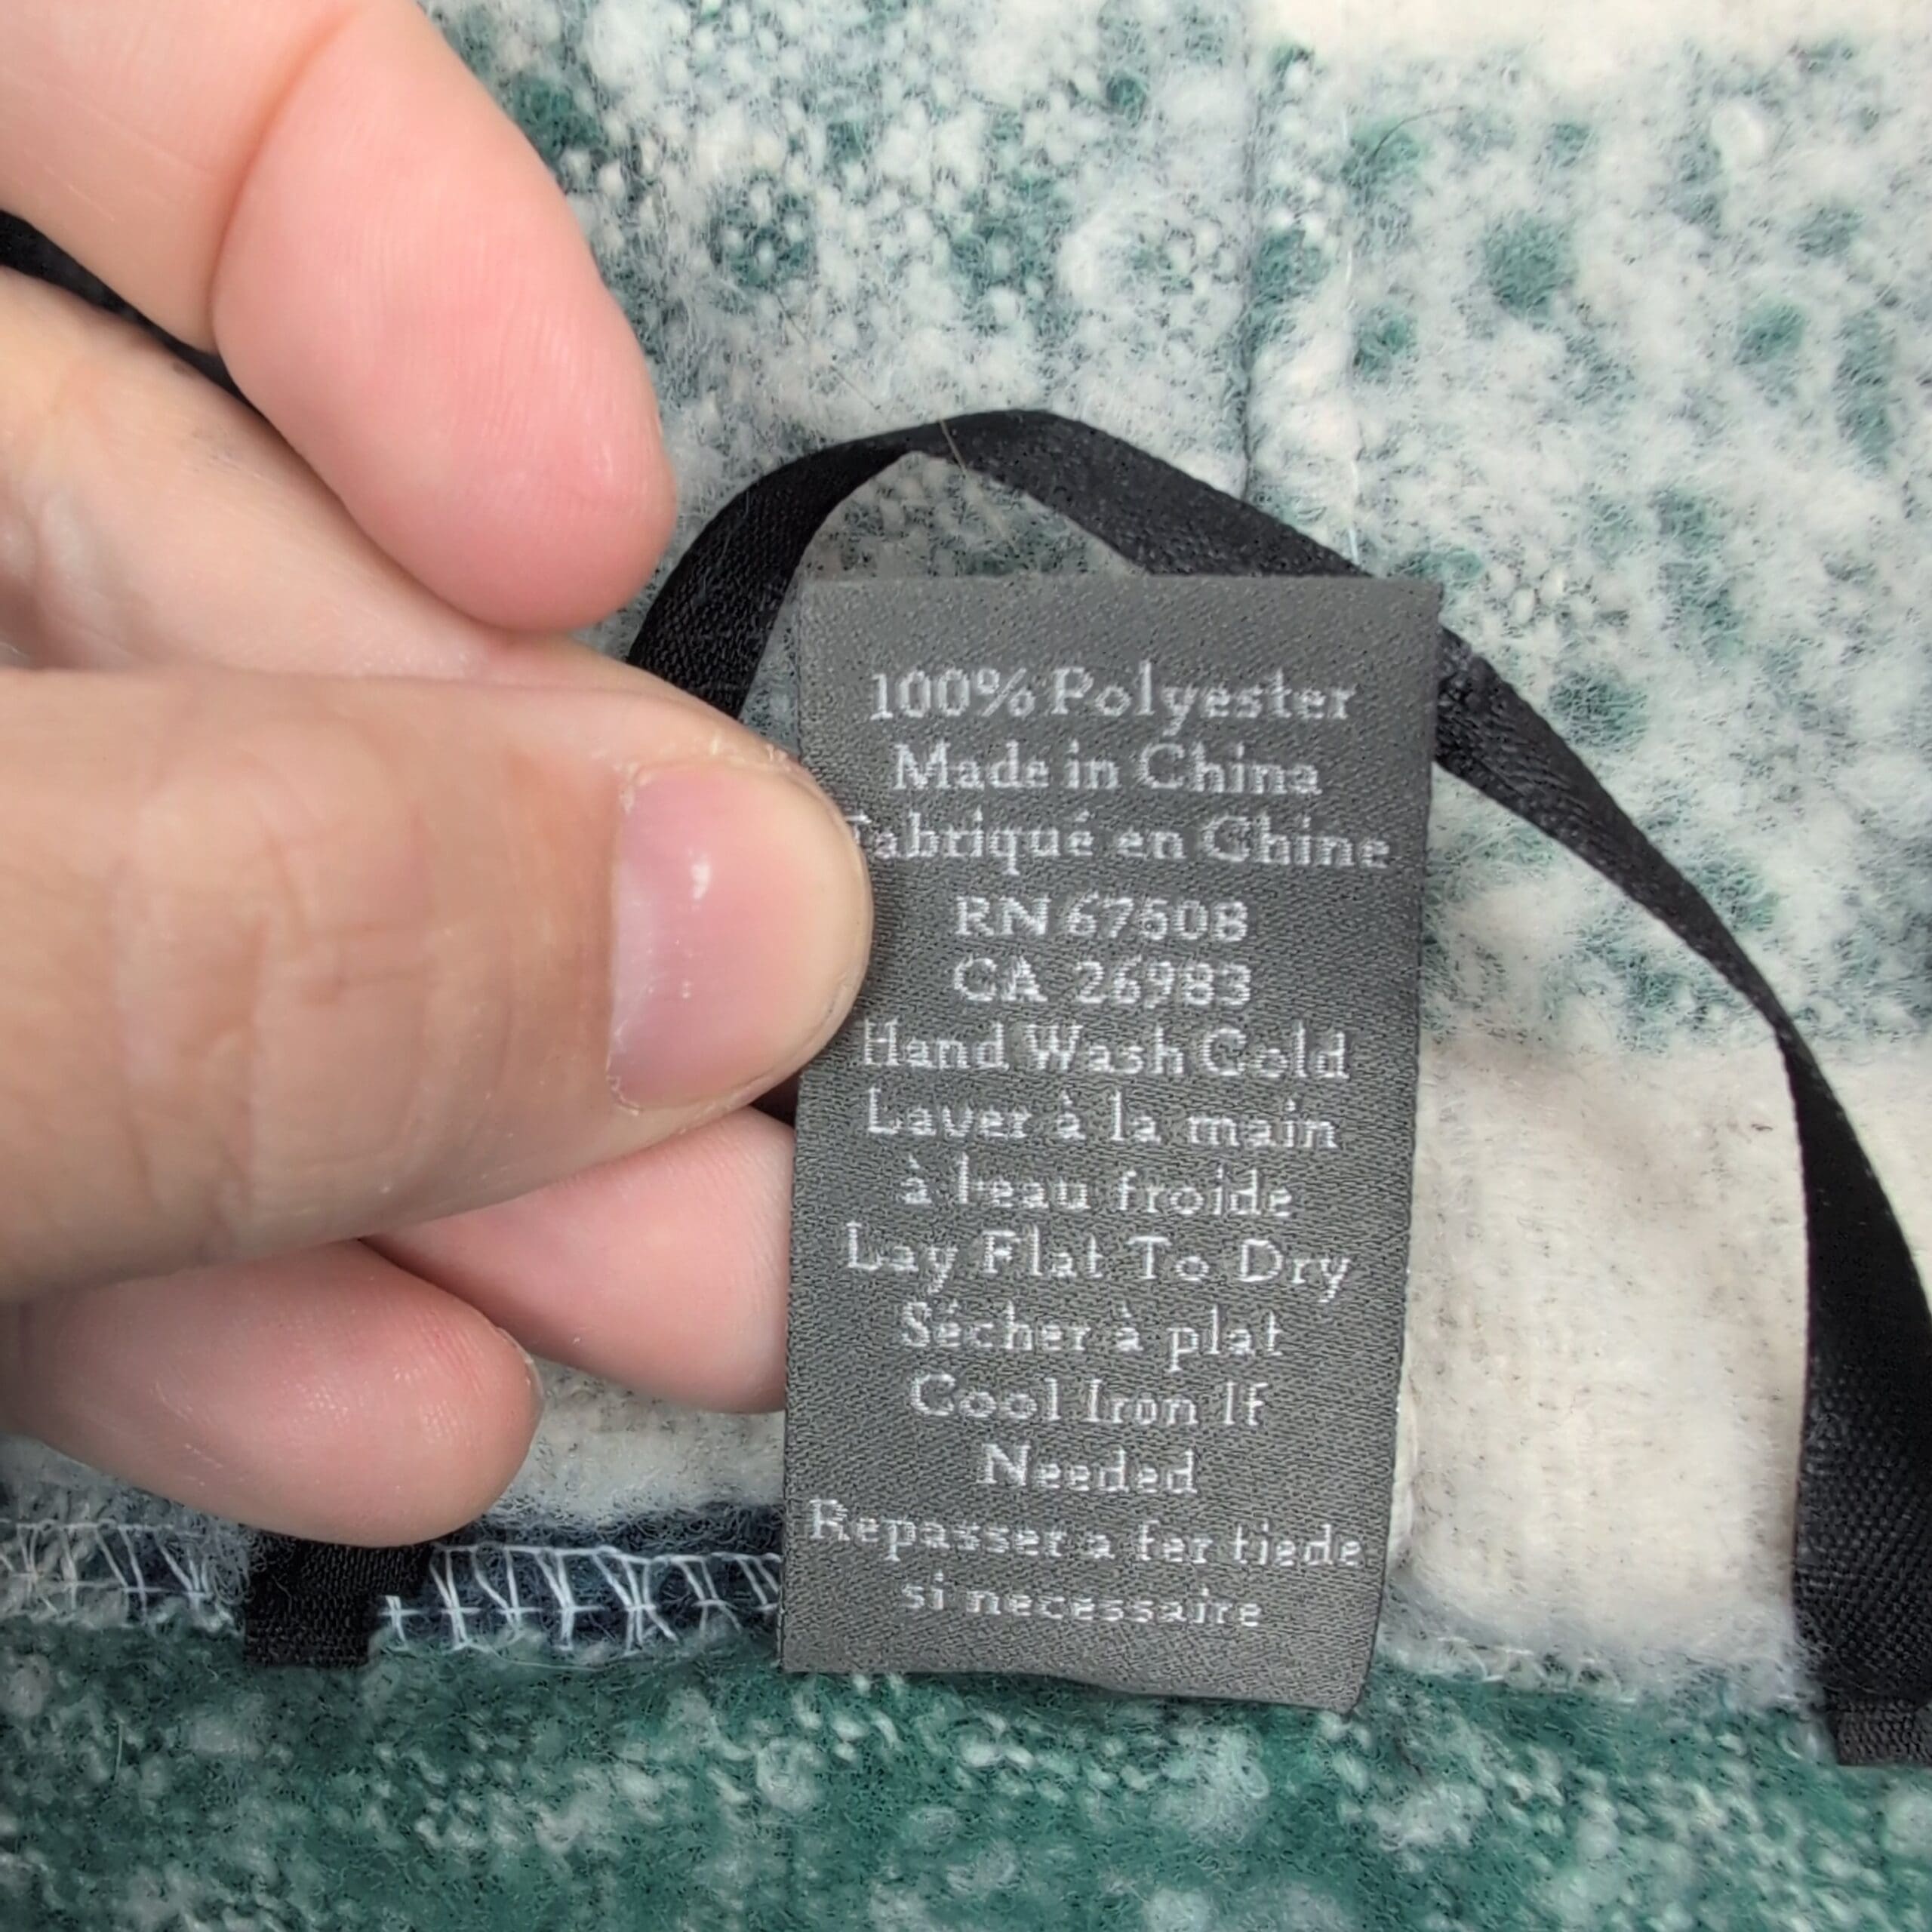 100% Polyester
Made in China
Fabriqué en Chine
RN 67508
CA 26983
Hand Wash Cold
Laver à la main
à l'eau froide
Lay Flat To Dry
Sécher à plat
Cool Iron If
Needed
Repasser a fer tiede
si necessaire